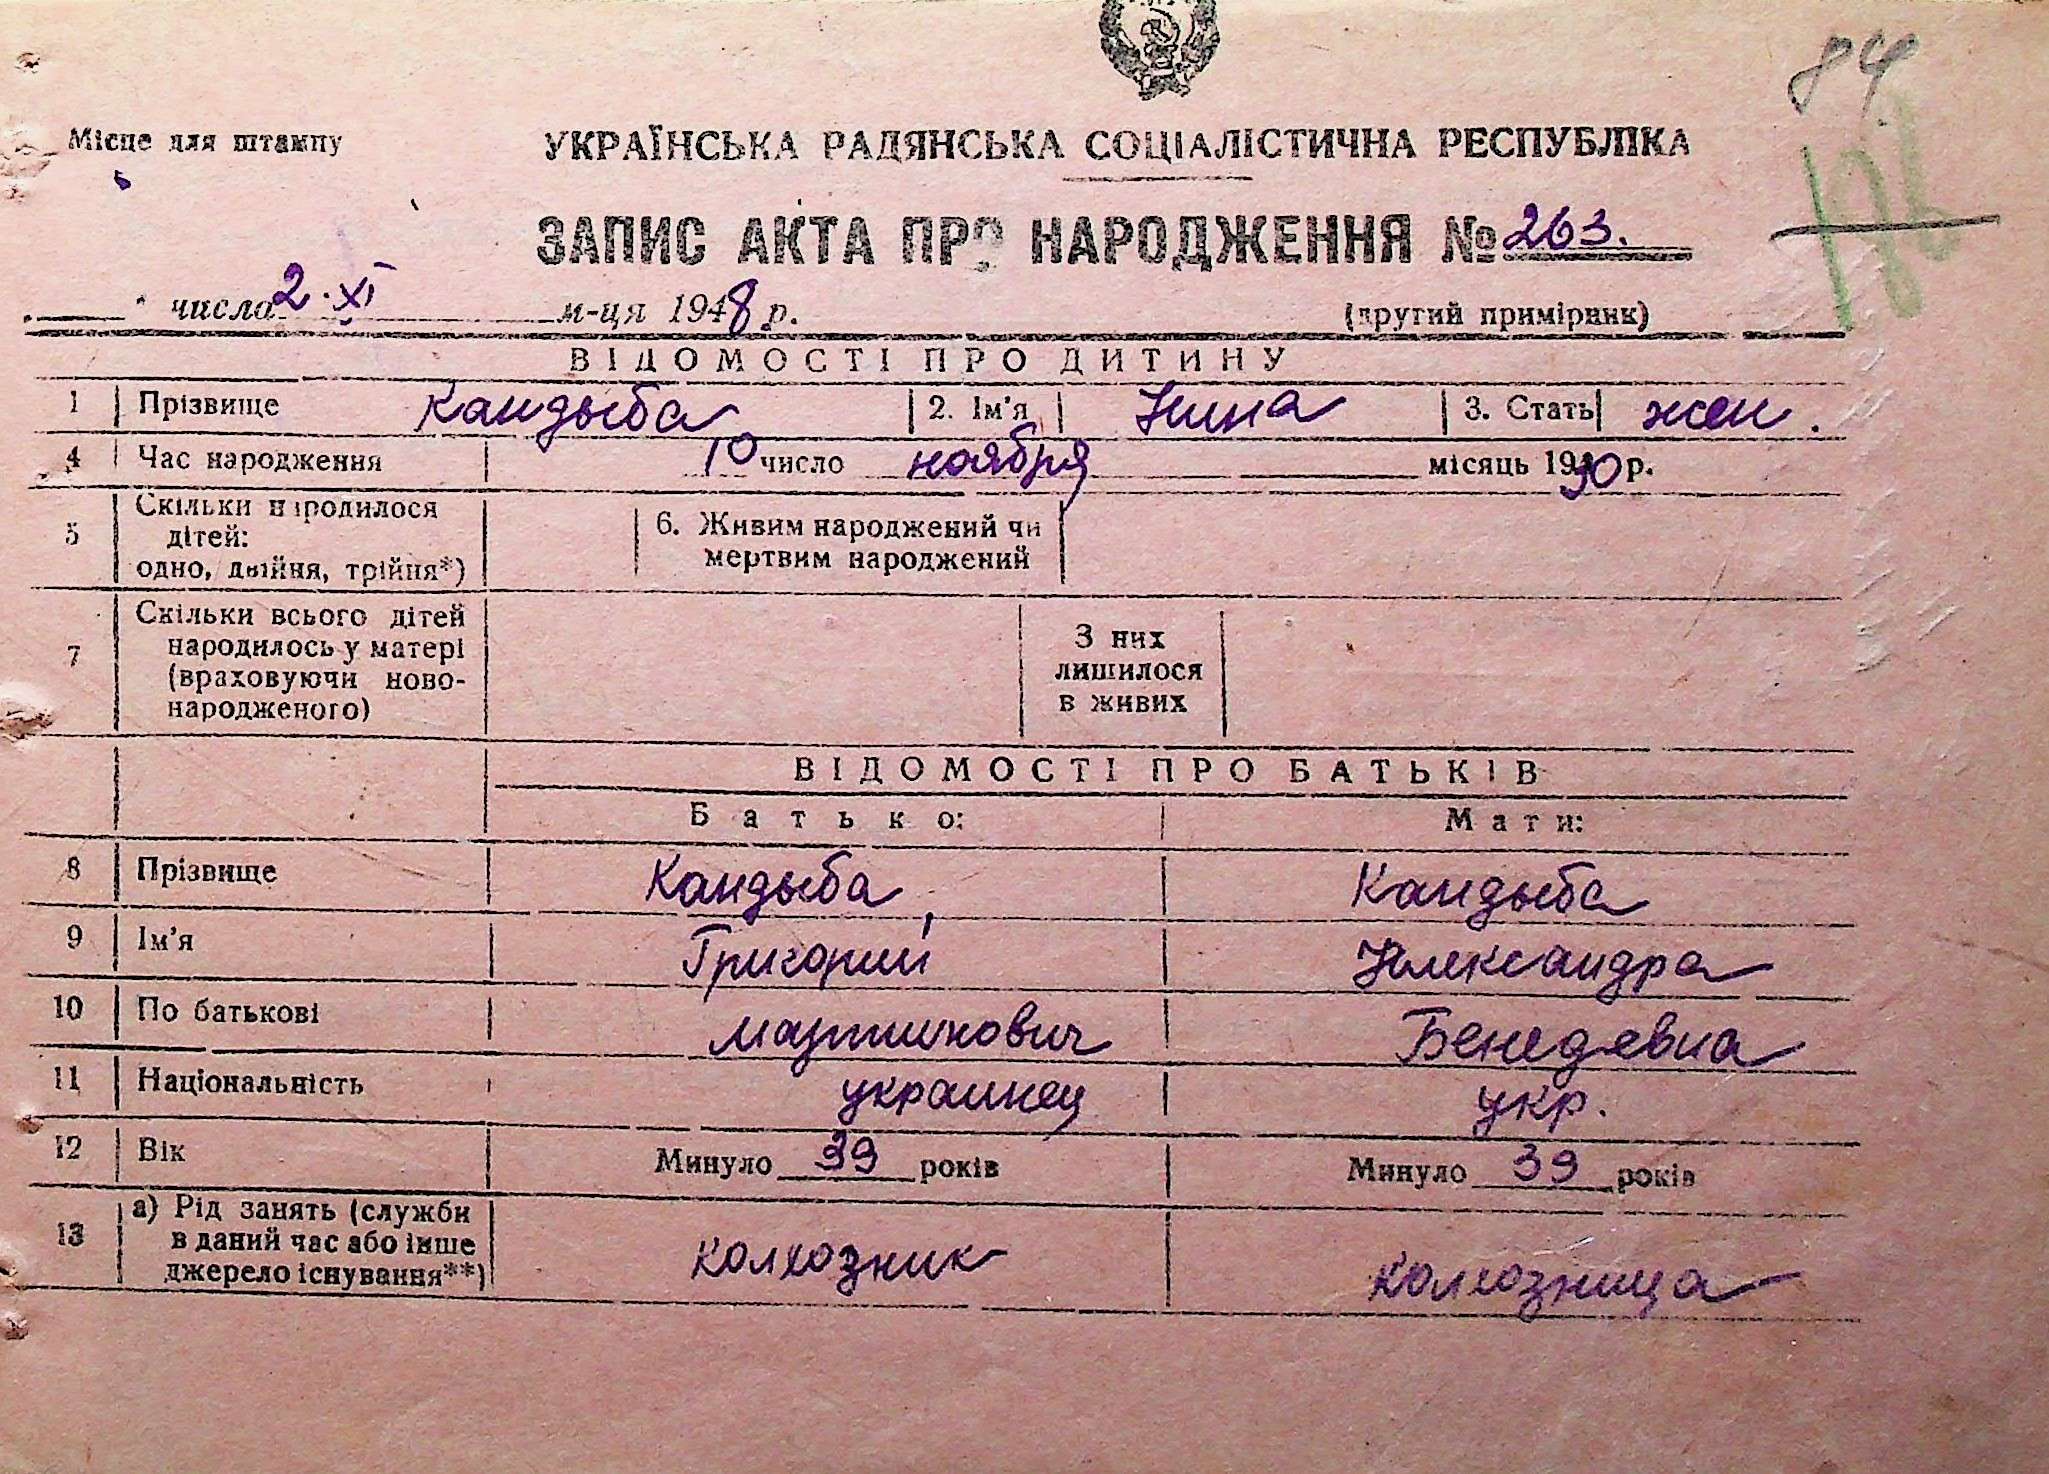 84
Місце для штампу
УКРАЇНСЬКА РАДЯНСЬКА СОЦІАЛІСТИЧНА РЕСПУБЛІКА
ЗАПИС АКТА ПРО НАРОДЖЕННЯ № 263.
числа 2.XI м-ця 1948 р. (другий примірник)
ВІДОМОСТІ ПРО ДИТИНУ
1 Прізвище Кандыба 2. Ім'я Нина 3. Стать жен.
4 Час народження 10 число ноября місяць 1930 р.
5 Скільки народилося дітей: одно, двійня, трійня*) 6. Живим народжений чи мертвим народжений
7 Скільки всього дітей народилось у матері (враховуючи ново-народженого) З них лишилося в живих
ВІДОМОСТІ ПРО БАТЬКІВ
Батько: Мати:
8 Прізвище Кандыба Кандыба
9 Ім'я Григорий Александра
10 По батькові Мартинович Бенедевна
11 Національність украинец укр.
12 Вік Минуло 39 років Минуло 39 років
13 а) Рід занять (служби в даний час або інше джерело існування**) колхозник колхозница